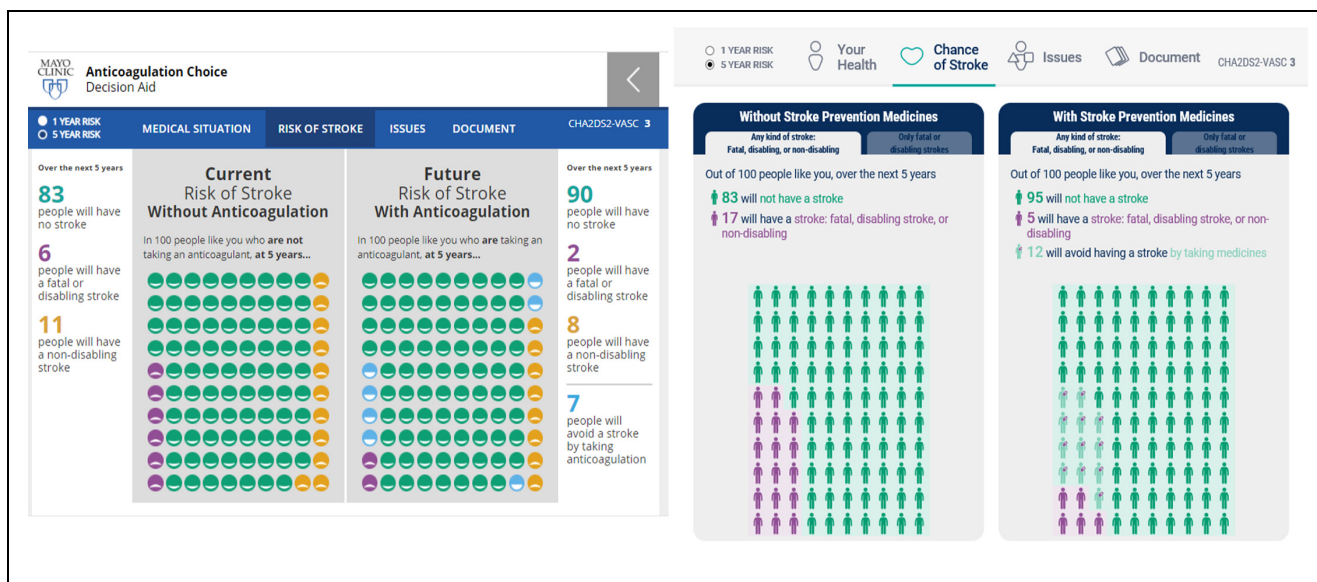 MAYO
CLINIC
Anticoagulation Choice
Decision Aid
1 YEAR RISK
5 YEAR RISK
MEDICAL SITUATION
RISK OF STROKE
ISSUES
DOCUMENT
CHA2DS2-VASC 3
Over the next 5 years
83
people will have
no stroke
6
people will have
a fatal or
disabling stroke
11
people will have
a non-disabling
stroke
Current
Risk of Stroke
Without Anticoagulation
In 100 people like you who are not
taking an anticoagulant, at 5 years...
Future
Risk of Stroke
With Anticoagulation
In 100 people like you who are taking an
anticoagulant, at 5 years...
Over the next 5 years
90
people will have
no stroke
2
people will have
a fatal or
disabling stroke
8
people will have
a non-disabling
stroke
7
people will
avoid a stroke
by taking
anticoagulation
1 YEAR RISK
5 YEAR RISK
Your
Health
Chance
of Stroke
Issues
Document
CHA2DS2-VASC 3
Without Stroke Prevention Medicines
Any kind of stroke:
Fatal, disabling, or non-disabling
Only fatal or
disabling strokes
Out of 100 people like you, over the next 5 years
83 will not have a stroke
17 will have a stroke: fatal, disabling stroke, or
non-disabling
With Stroke Prevention Medicines
Any kind of stroke:
Fatal, disabling, or non-disabling
Only fatal or
disabling strokes
Out of 100 people like you, over the next 5 years
95 will not have a stroke
5 will have a stroke: fatal, disabling stroke, or non-
disabling
12 will avoid having a stroke by taking medicines